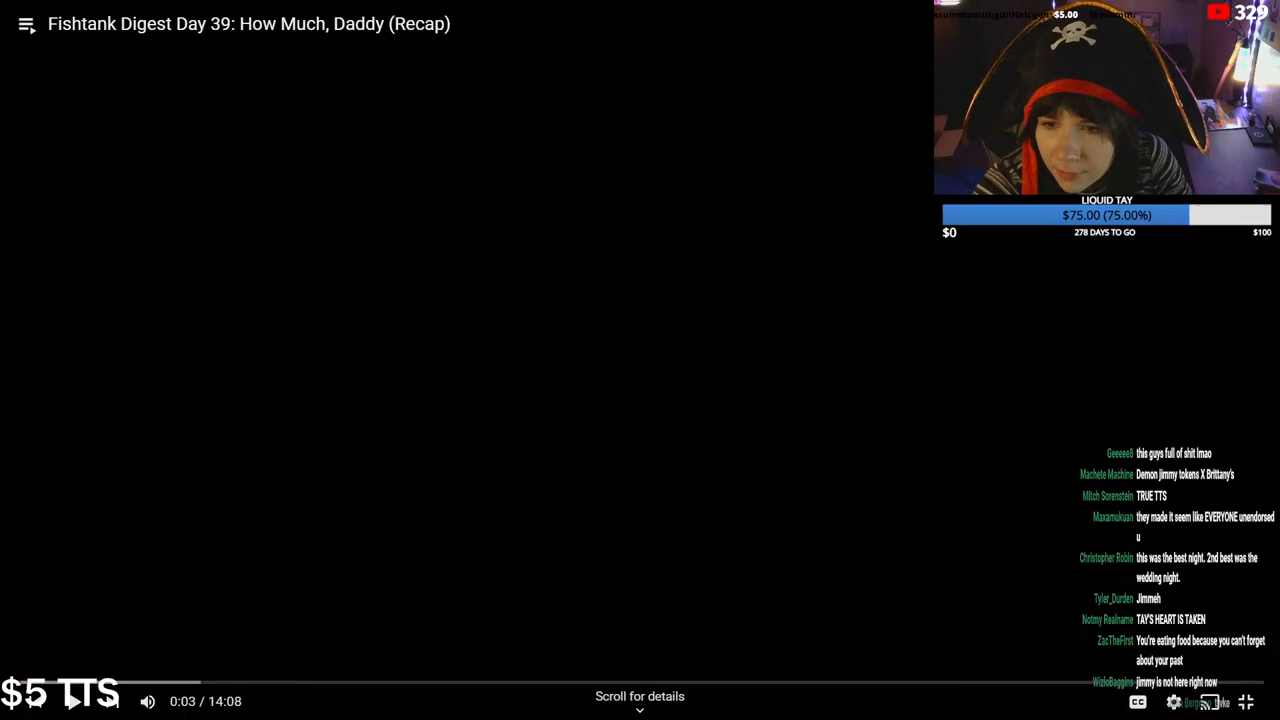 Fishtank Digest Day 39: How Much, Daddy (Recap)
$5.00
329
LIQUID TAY
$75.00 (75.00%)
$0
278 DAYS TO GO
$100
Geeeee8 this guys full of shit lmao
Machete Machine Demon jimmy tokens X Brittany's
Mitch Sorenstein TRUE TTS
Maxamukuan they made it seem like EVERYONE unendorsed
u
Christopher Robin this was the best night. 2nd best was the
wedding night.
Tyler_Durden Jimmeh
Notmy Realname TAY'S HEART IS TAKEN
ZacTheFirst You're eating food because you can't forget
about your past
WizloBaggins jimmy is not here right now
$5 TTS
0:03 / 14:08
Scroll for details
CC